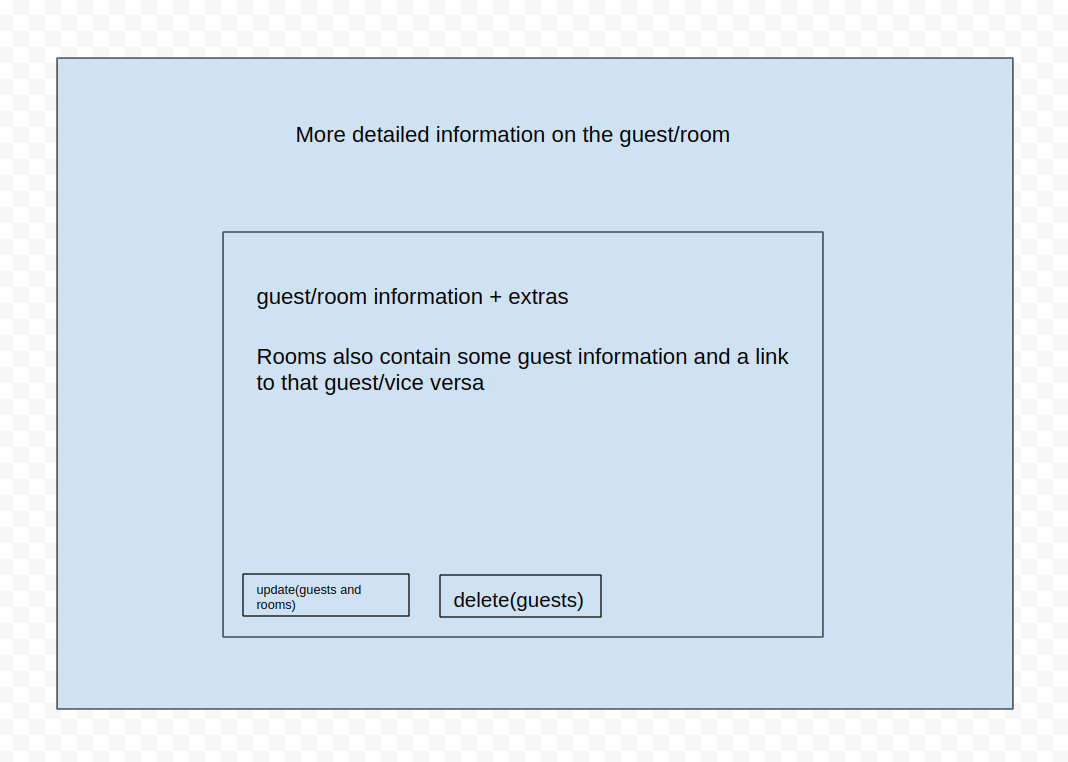 More detailed information on the guest/room
guest/room information + extras
Rooms also contain some guest information and a link
to that guest/vice versa
update(guests and
rooms)
delete(guests)